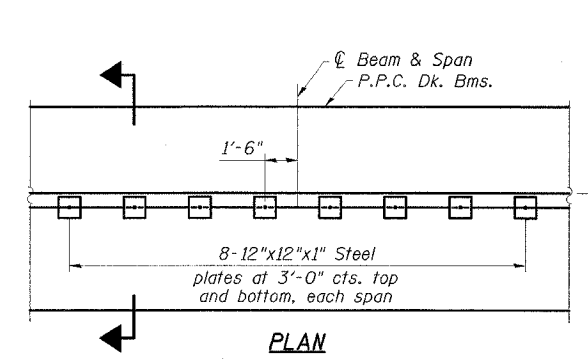 ℄ Beam & Span
P.P.C. Dk. Bms.
1'-6"
8-12"x12"x1" Steel
plates at 3'-0" cts. top
and bottom, each span
PLAN